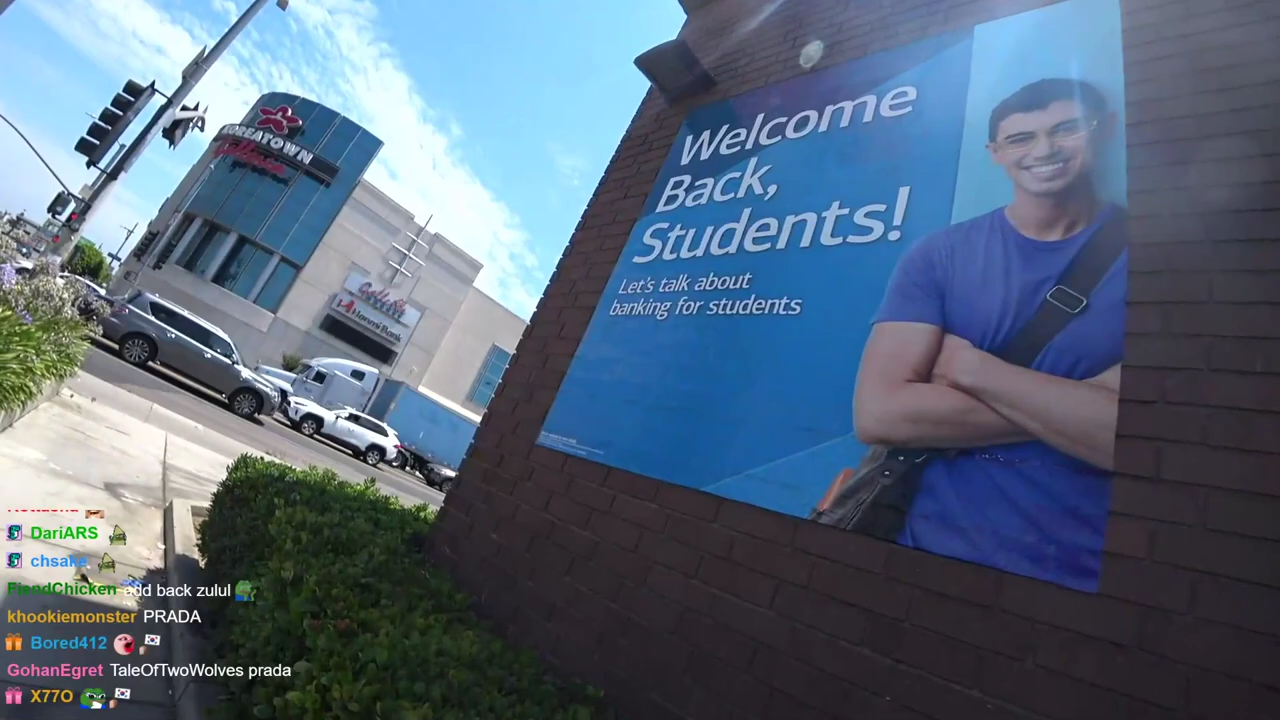 KOREATOWN
Plaza
Hanmi Bank
Welcome
Back,
Students!
Let's talk about
banking for students
DariARS
chsake
FiendChicken add back zulul
khookiemonster PRADA
Bored412
GohanEgret TaleOfTwoWolves prada
X77O